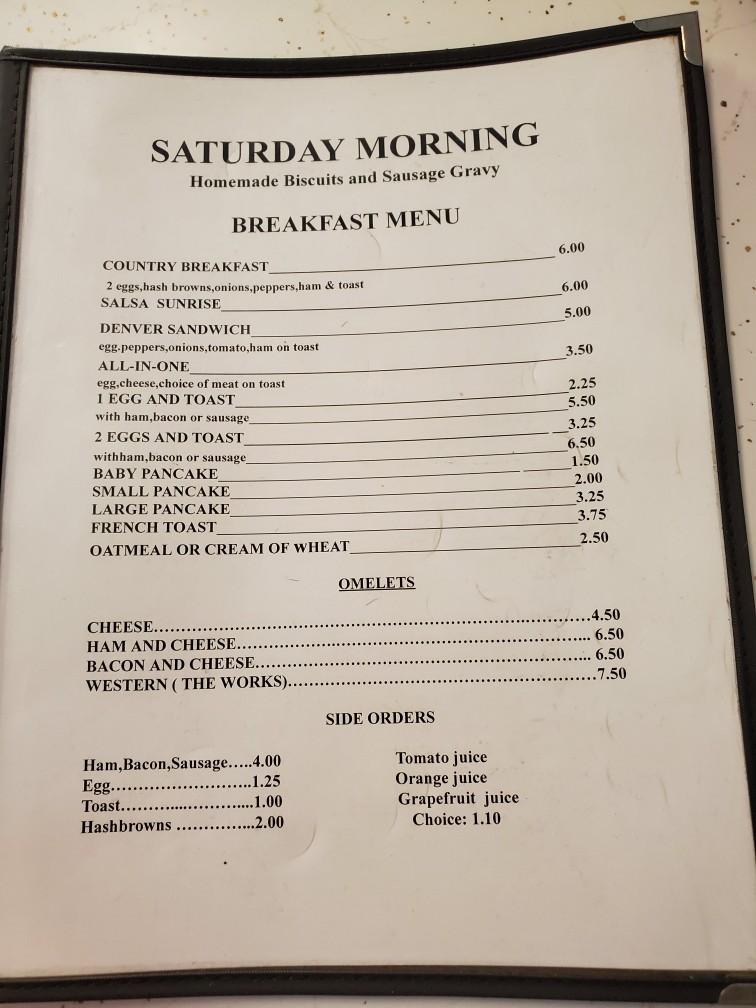 SATURDAY MORNING
Homemade Biscuits and Sausage Gravy
BREAKFAST MENU
COUNTRY BREAKFAST 6.00
2 eggs,hash browns,onions,peppers,ham & toast
SALSA SUNRISE 6.00
DENVER SANDWICH 5.00
egg.peppers,onions,tomato,ham on toast
ALL-IN-ONE 3.50
egg,cheese,choice of meat on toast
1 EGG AND TOAST 2.25
with ham,bacon or sausage 5.50
2 EGGS AND TOAST 3.25
withham,bacon or sausage 6.50
BABY PANCAKE 1.50
SMALL PANCAKE 2.00
LARGE PANCAKE 3.25
FRENCH TOAST 3.75
OATMEAL OR CREAM OF WHEAT 2.50
OMELETS
CHEESE 4.50
HAM AND CHEESE 6.50
BACON AND CHEESE 6.50
WESTERN ( THE WORKS) 7.50
SIDE ORDERS
Ham,Bacon,Sausage.....4.00
Egg 1.25
Toast 1.00
Hashbrowns 2.00
Tomato juice
Orange juice
Grapefruit juice
Choice: 1.10